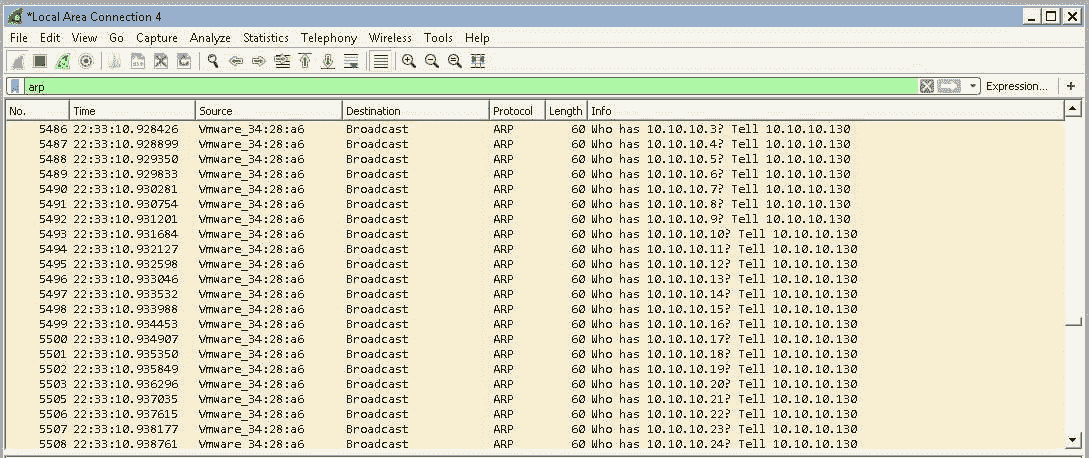 *Local Area Connection 4
File Edit View Go Capture Analyze Statistics Telephony Wireless Tools Help
arp Expression... +
No. Time Source Destination Protocol Length Info
5486 22:33:10.928426 Vmware_34:28:a6 Broadcast ARP 60 Who has 10.10.10.3? Tell 10.10.10.130
5487 22:33:10.928899 Vmware_34:28:a6 Broadcast ARP 60 Who has 10.10.10.4? Tell 10.10.10.130
5488 22:33:10.929350 Vmware_34:28:a6 Broadcast ARP 60 Who has 10.10.10.5? Tell 10.10.10.130
5489 22:33:10.929833 Vmware_34:28:a6 Broadcast ARP 60 Who has 10.10.10.6? Tell 10.10.10.130
5490 22:33:10.930281 Vmware_34:28:a6 Broadcast ARP 60 Who has 10.10.10.7? Tell 10.10.10.130
5491 22:33:10.930754 Vmware_34:28:a6 Broadcast ARP 60 Who has 10.10.10.8? Tell 10.10.10.130
5492 22:33:10.931201 Vmware_34:28:a6 Broadcast ARP 60 Who has 10.10.10.9? Tell 10.10.10.130
5493 22:33:10.931684 Vmware_34:28:a6 Broadcast ARP 60 Who has 10.10.10.10? Tell 10.10.10.130
5494 22:33:10.932127 Vmware_34:28:a6 Broadcast ARP 60 Who has 10.10.10.11? Tell 10.10.10.130
5495 22:33:10.932598 Vmware_34:28:a6 Broadcast ARP 60 Who has 10.10.10.12? Tell 10.10.10.130
5496 22:33:10.933046 Vmware_34:28:a6 Broadcast ARP 60 Who has 10.10.10.13? Tell 10.10.10.130
5497 22:33:10.933532 Vmware_34:28:a6 Broadcast ARP 60 Who has 10.10.10.14? Tell 10.10.10.130
5498 22:33:10.933988 Vmware_34:28:a6 Broadcast ARP 60 Who has 10.10.10.15? Tell 10.10.10.130
5499 22:33:10.934453 Vmware_34:28:a6 Broadcast ARP 60 Who has 10.10.10.16? Tell 10.10.10.130
5500 22:33:10.934907 Vmware_34:28:a6 Broadcast ARP 60 Who has 10.10.10.17? Tell 10.10.10.130
5501 22:33:10.935350 Vmware_34:28:a6 Broadcast ARP 60 Who has 10.10.10.18? Tell 10.10.10.130
5502 22:33:10.935849 Vmware_34:28:a6 Broadcast ARP 60 Who has 10.10.10.19? Tell 10.10.10.130
5503 22:33:10.936296 Vmware_34:28:a6 Broadcast ARP 60 Who has 10.10.10.20? Tell 10.10.10.130
5505 22:33:10.937035 Vmware_34:28:a6 Broadcast ARP 60 Who has 10.10.10.21? Tell 10.10.10.130
5506 22:33:10.937615 Vmware_34:28:a6 Broadcast ARP 60 Who has 10.10.10.22? Tell 10.10.10.130
5507 22:33:10.938177 Vmware_34:28:a6 Broadcast ARP 60 Who has 10.10.10.23? Tell 10.10.10.130
5508 22:33:10.938761 Vmware_34:28:a6 Broadcast ARP 60 Who has 10.10.10.24? Tell 10.10.10.130